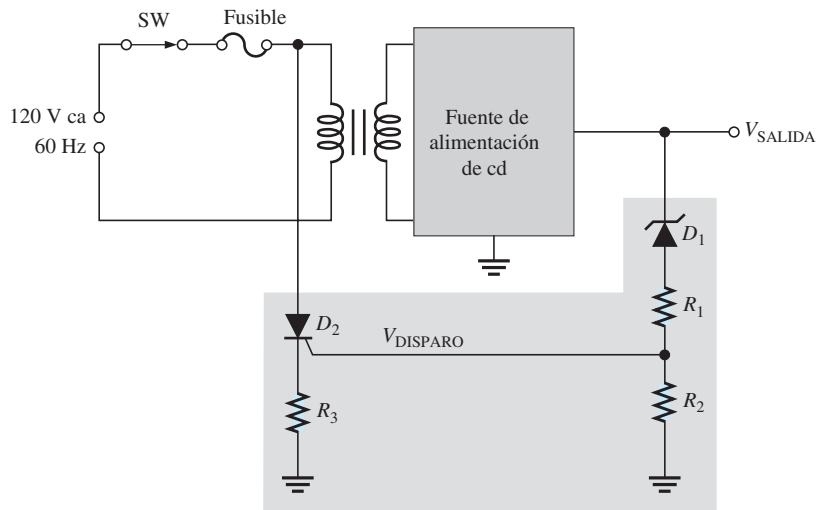 SW
Fusible
120 V ca
60 Hz
Fuente de
alimentación
de cd
V_SALIDA
D_1
R_1
D_2
V_DISPARO
R_2
R_3